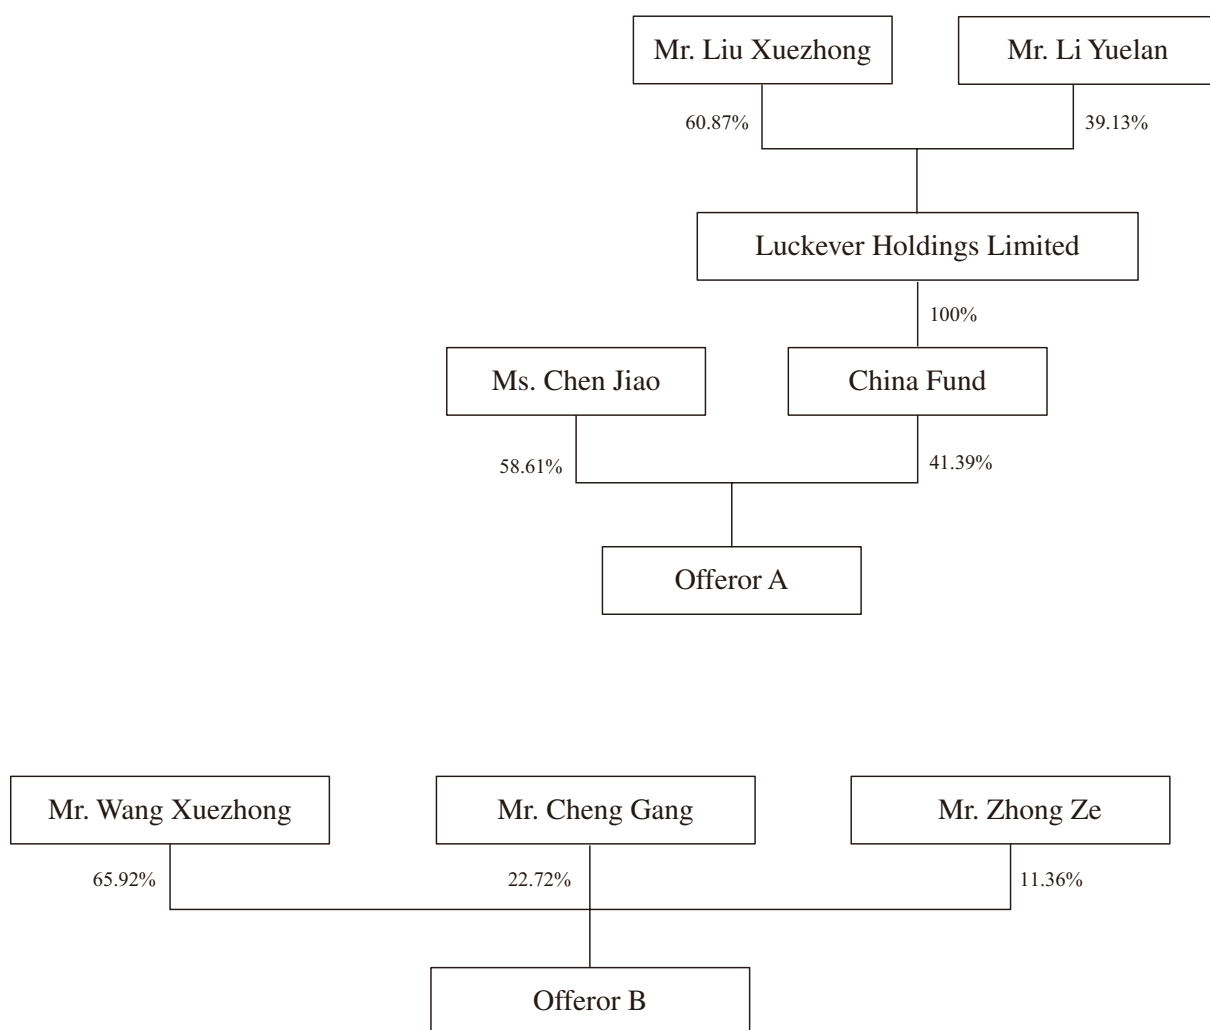 Mr. Liu Xuezhong
Mr. Li Yuelan
60.87%
39.13%
Luckever Holdings Limited
100%
Ms. Chen Jiao
China Fund
58.61%
41.39%
Offeror A
Mr. Wang Xuezhong
Mr. Cheng Gang
Mr. Zhong Ze
65.92%
22.72%
11.36%
Offeror B